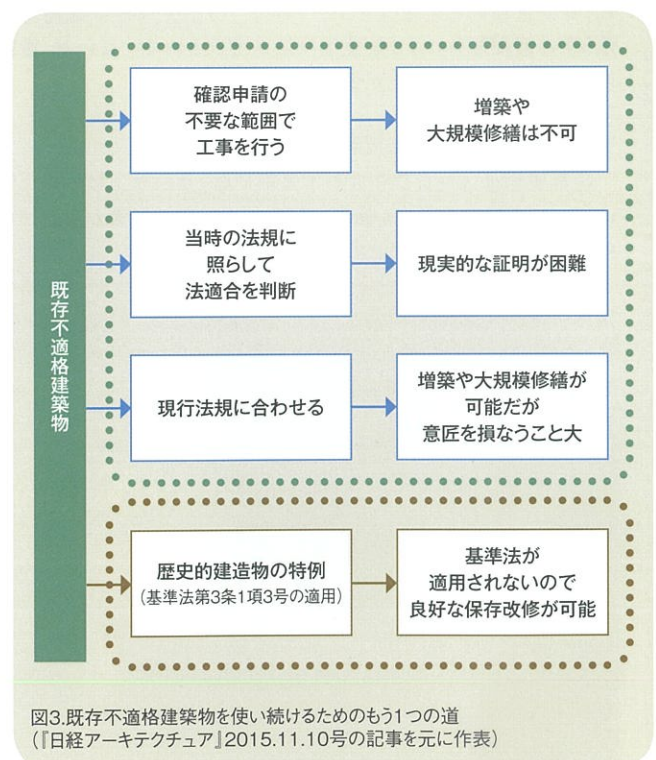 既存不適格建築物
確認申請の
不要な範囲で
工事を行う
増築や
大規模修繕は不可
当時の法規に
照らして
法適合を判断
現実的な証明が困難
現行法規に合わせる
増築や大規模修繕が
可能だが
意匠を損なうこと大
歴史的建造物の特例
(基準法第3条1項3号の適用)
基準法が
適用されないので
良好な保存改修が可能
図3.既存不適格建築物を使い続けるためのもう1つの道
(『日経アーキテクチュア』2015.11.10号の記事を元に作表)